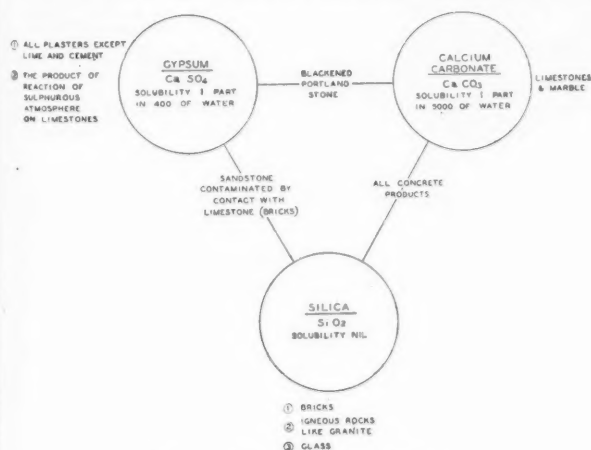 ① ALL PLASTERS EXCEPT
LIME AND CEMENT
② THE PRODUCT OF
REACTION OF
SULPHUROUS
ATMOSPHERE
ON LIMESTONES
GYPSUM
Ca SO₄
SOLUBILITY 1 PART
IN 400 OF WATER
BLACKENED
PORTLAND
STONE
CALCIUM
CARBONATE
Ca CO₃
SOLUBILITY 1 PART
IN 5000 OF WATER
LIMESTONES
& MARBLE
SANDSTONE
CONTAMINATED BY
CONTACT WITH
LIMESTONE (BRICKS)
ALL CONCRETE
PRODUCTS
SILICA
Si O₂
SOLUBILITY NIL
① BRICKS
② IGNEOUS ROCKS
LIKE GRANITE
③ GLASS